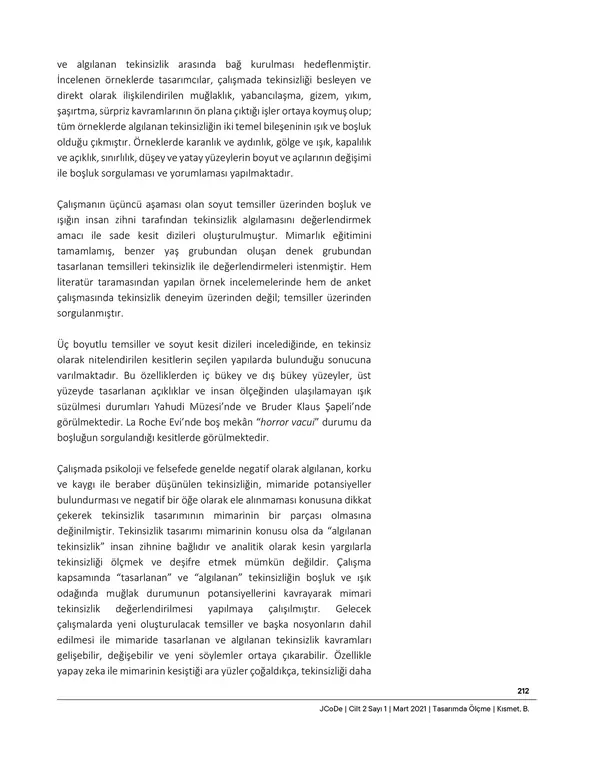 ve algılanan tekinsizlik arasında bağ kurulması hedeflenmiştir.
İncelenen örneklerde tasarımcılar, çalışmada tekinsizliği besleyen ve
direkt olarak ilişkilendirilen muğlaklık, yabancılaşma, gizem, yıkım,
şaşırtma, sürpriz kavramlarının ön plana çıktığı işler ortaya koymuş olup;
tüm örneklerde algılanan tekinsizliğin iki temel bileşeninin ışık ve boşluk
olduğu çıkmıştır. Örneklerde karanlık ve aydınlık, gölge ve ışık, kapalılık
ve açıklık, sınırlılık, düşey ve yatay yüzeylerin boyut ve açılarının değişimi
ile boşluk sorgulaması ve yorumlaması yapılmaktadır.
Çalışmanın üçüncü aşaması olan soyut temsiller üzerinden boşluk ve
ışığın insan zihni tarafından tekinsizlik algılamasını değerlendirmek
amacı ile sade kesit dizileri oluşturulmuştur. Mimarlık eğitimini
tamamlamış, benzer yaş grubundan oluşan denek grubundan
tasarlanan temsilleri tekinsizlik ile değerlendirmeleri istenmiştir. Hem
literatür taramasından yapılan örnek incelemelerinde hem de anket
çalışmasında tekinsizlik deneyim üzerinden değil; temsiller üzerinden
sorgulanmıştır.
Üç boyutlu temsiller ve soyut kesit dizileri incelediğinde, en tekinsiz
olarak nitelendirilen kesitlerin seçilen yapılarda bulunduğu sonucuna
varılmaktadır. Bu özelliklerden iç bükey ve dış bükey yüzeyler, üst
yüzeyde tasarlanan açıklıklar ve insan ölçeğinden ulaşılamayan ışık
süzülmesi durumları Yahudi Müzesi’nde ve Bruder Klaus Şapeli’nde
görülmektedir. La Roche Evi’nde boş mekân “horror vacui” durumu da
boşluğun sorgulandığı kesitlerde görülmektedir.
Çalışmada psikoloji ve felsefede genelde negatif olarak algılanan, korku
ve kaygı ile beraber düşünülen tekinsizliğin, mimaride potansiyeller
bulundurması ve negatif bir öğe olarak ele alınmaması konusuna dikkat
çekerek tekinsizlik tasarımının mimarinin bir parçası olmasına
değinilmiştir. Tekinsizlik tasarımı mimarinin konusu olsa da “algılanan
tekinsizlik” insan zihnine bağlıdır ve analitik olarak kesin yargılarla
tekinsizliği ölçmek ve deşifre etmek mümkün değildir. Çalışma
kapsamında “tasarlanan” ve “algılanan” tekinsizliğin boşluk ve ışık
odağında muğlak durumunun potansiyellerini kavrayarak mimari
tekinsizlik değerlendirilmesi yapılmaya çalışılmıştır. Gelecek
çalışmalarda yeni oluşturulacak temsiller ve başka nosyonların dahil
edilmesi ile mimaride tasarlanan ve algılanan tekinsizlik kavramları
gelişebilir, değişebilir ve yeni söylemler ortaya çıkarabilir. Özellikle
yapay zeka ile mimarinin kesiştiği ara yüzler çoğaldıkça, tekinsizliği daha
212
JCoDe | Cilt 2 Sayı 1 | Mart 2021 | Tasarımda Ölçme | Kısmet, B.